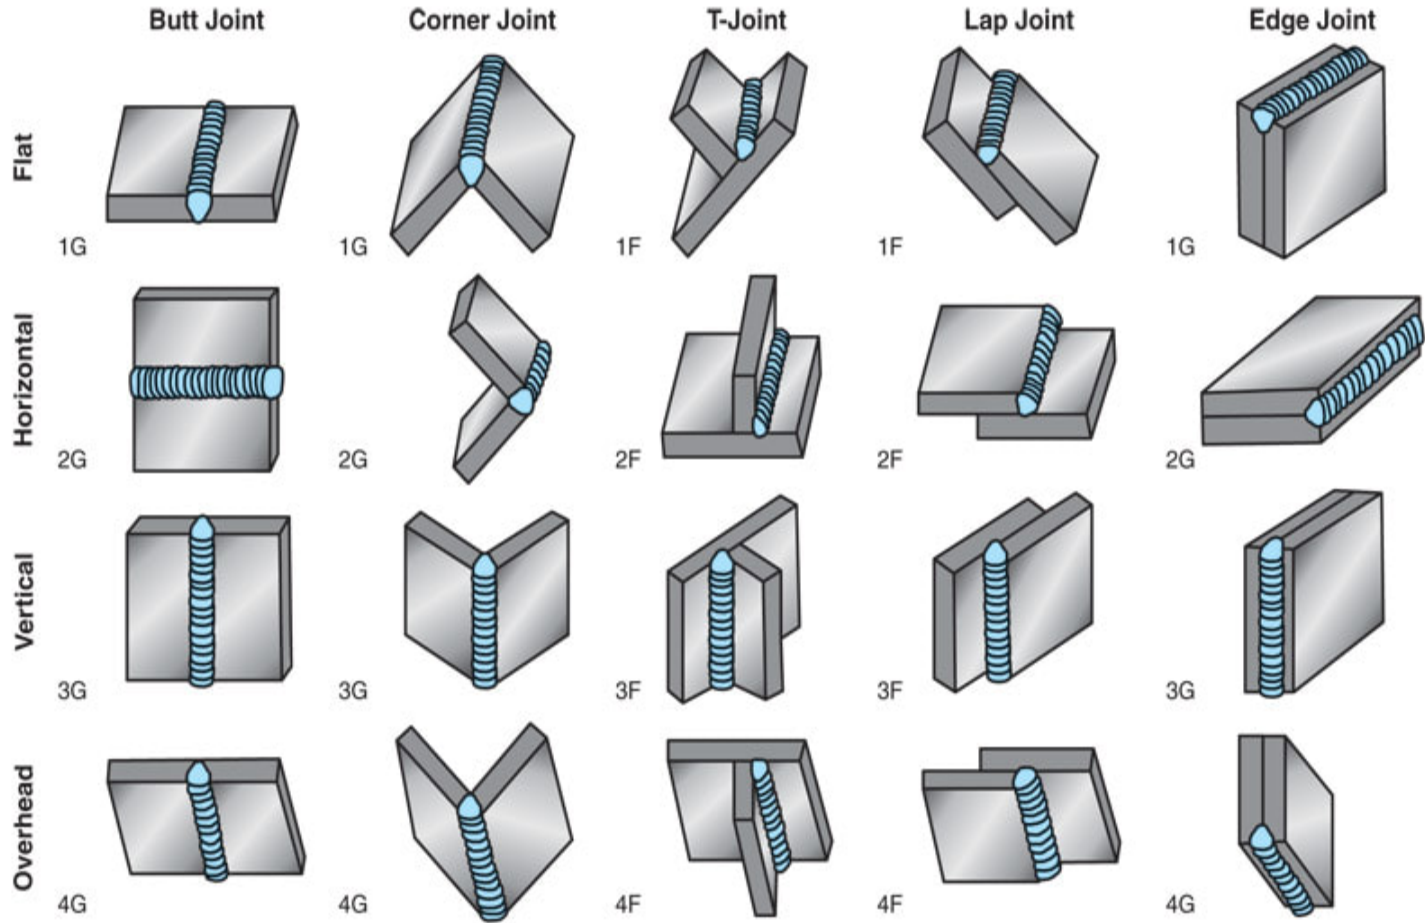 Butt Joint Corner Joint T-Joint Lap Joint Edge Joint
Flat
1G 1G 1F 1F 1G
Horizontal
2G 2G 2F 2F 2G
Vertical
3G 3G 3F 3F 3G
Overhead
4G 4G 4F 4F 4G